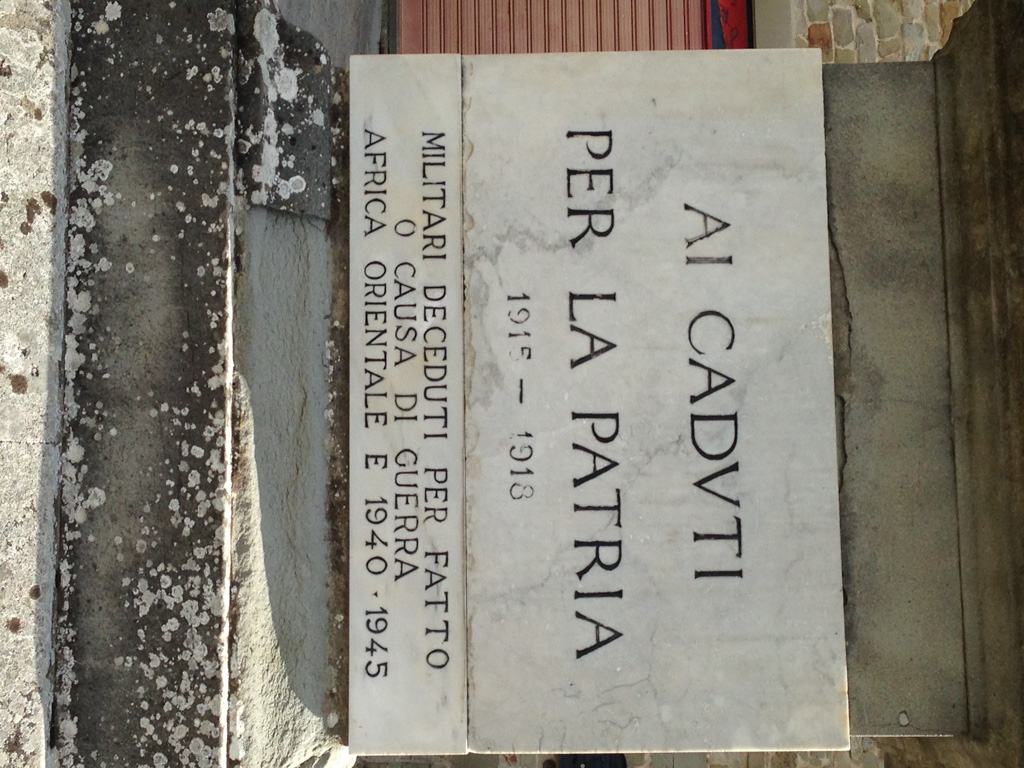 AI CADVTI
PER LA PATRIA
1915 – 1918
MILITARI DECEDUTI PER FATTO
O CAUSA DI GUERRA
AFRICA ORIENTALE E 1940 · 1945